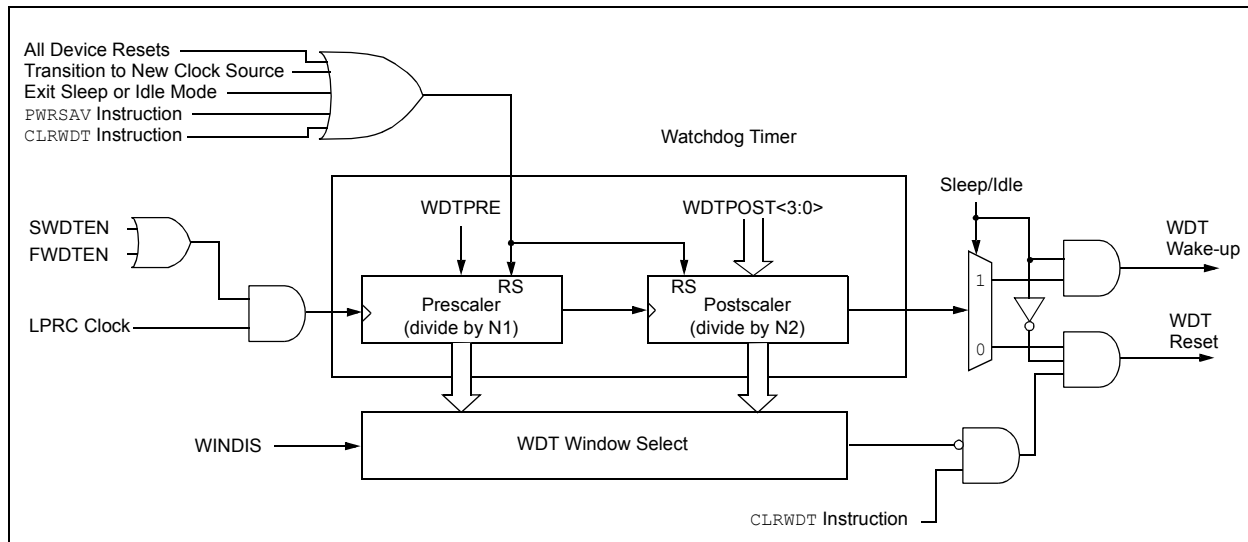 All Device Resets
Transition to New Clock Source
Exit Sleep or Idle Mode
PWRSAV Instruction
CLRWDT Instruction
Watchdog Timer
Sleep/Idle
WDTPRE
WDTPOST<3:0>
SWDTEN
FWDTEN
WDT
Wake-up
RS
RS
1
Prescaler
(divide by N1)
Postscaler
(divide by N2)
LPRC Clock
WDT
Reset
0
WINDIS
WDT Window Select
CLRWDT Instruction